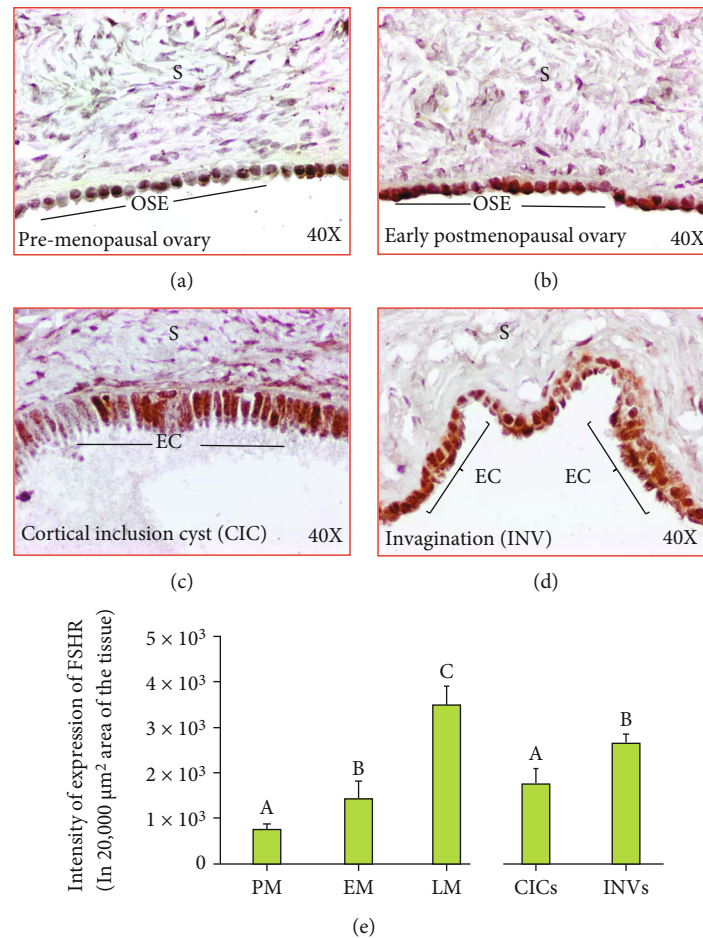 S
OSE
Pre-menopausal ovary 40X
(a)
S
OSE
Early postmenopausal ovary 40X
(b)
S
EC
Cortical inclusion cyst (CIC) 40X
(c)
S
EC EC
Invagination (INV) 40X
(d)
Intensity of expression of FSHR
(In 20,000 μm² area of the tissue)
5 × 10³
4 × 10³
3 × 10³
2 × 10³
1 × 10³
0
A
B
C
A
B
PM EM LM CICs INVs
(e)